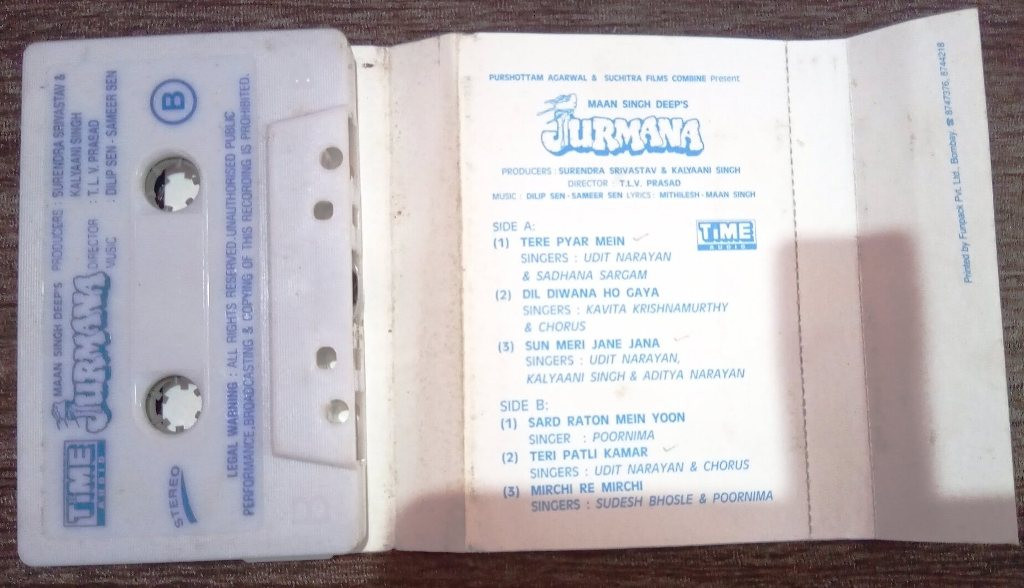 MAAN SINGH DEEP'S
JURMANA
PRODUCERS : SURENDRA SRIVASTAV &
KALYAANI SINGH
DIRECTOR : T.L.V. PRASAD
MUSIC : DILIP SEN - SAMEER SEN
TIME
AUDIO
B
STEREO
LEGAL WARNING : ALL RIGHTS RESERVED.UNAUTHORISED PUBLIC
PERFORMANCE.BROADCASTING & COPYING OF THIS RECORDING IS PROHIBITED.
PURSHOTTAM AGARWAL & SUCHITRA FILMS COMBINE Present
MAAN SINGH DEEP'S
JURMANA
PRODUCERS : SURENDRA SRIVASTAV & KALYAANI SINGH
DIRECTOR : T.L.V. PRASAD
MUSIC : DILIP SEN - SAMEER SEN LYRICS : MITHILESH - MAAN SINGH
TIME
AUDIO
SIDE A:
(1) TERE PYAR MEIN
SINGERS : UDIT NARAYAN
& SADHANA SARGAM
(2) DIL DIWANA HO GAYA
SINGERS : KAVITA KRISHNAMURTHY
& CHORUS
(3) SUN MERI JANE JANA
SINGERS : UDIT NARAYAN,
KALYAANI SINGH & ADITYA NARAYAN
SIDE B:
(1) SARD RATON MEIN YOON
SINGER : POORNIMA
(2) TERI PATLI KAMAR
SINGERS : UDIT NARAYAN & CHORUS
(3) MIRCHI RE MIRCHI
SINGERS : SUDESH BHOSLE & POORNIMA
Printed by Funpack Pvt. Ltd., Bombay. ☎ 8747376, 8744218